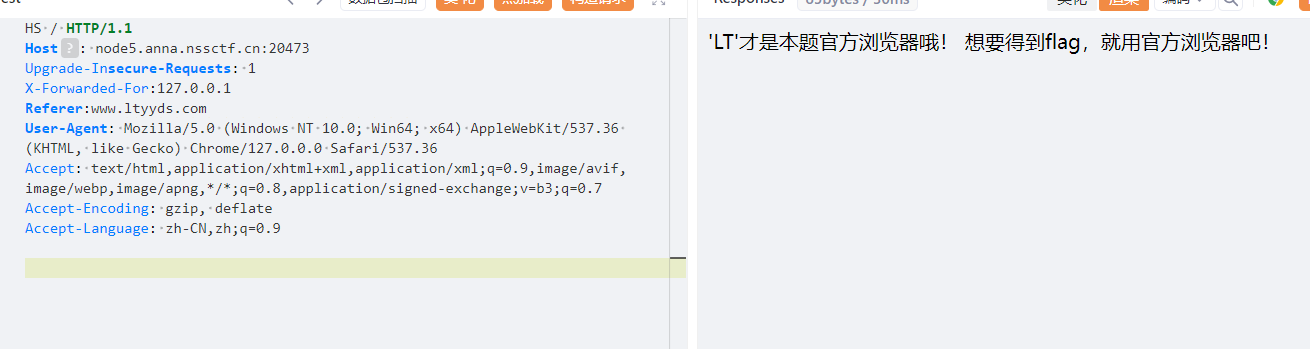 Responses 65bytes / 50ms
HS / HTTP/1.1
Host ? : node5.anna.nssctf.cn:20473
Upgrade-Insecure-Requests: 1
X-Forwarded-For:127.0.0.1
Referer:www.ltyyds.com
User-Agent: Mozilla/5.0 (Windows NT 10.0; Win64; x64) AppleWebKit/537.36
(KHTML, like Gecko) Chrome/127.0.0.0 Safari/537.36
Accept: text/html,application/xhtml+xml,application/xml;q=0.9,image/avif,
image/webp,image/apng,*/*;q=0.8,application/signed-exchange;v=b3;q=0.7
Accept-Encoding: gzip, deflate
Accept-Language: zh-CN,zh;q=0.9
'LT'才是本题官方浏览器哦！ 想要得到flag，就用官方浏览器吧！